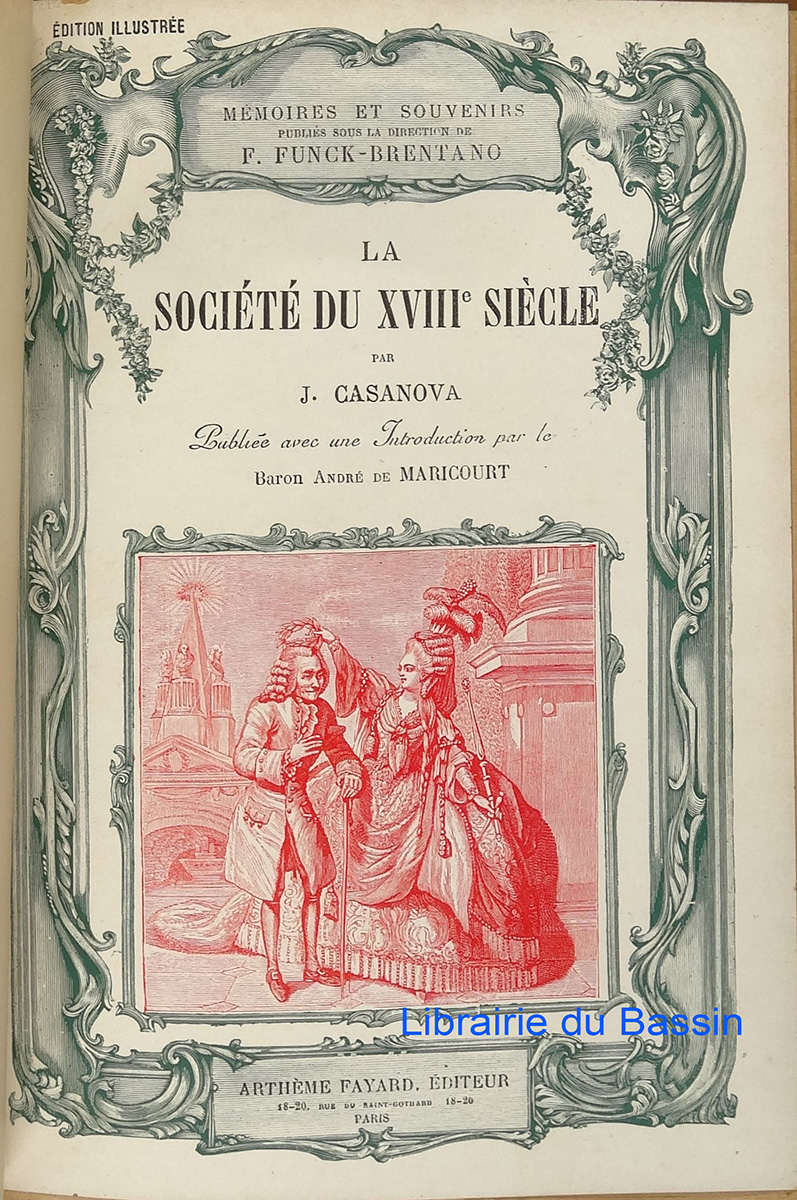 ÉDITION ILLUSTRÉE
MÉMOIRES ET SOUVENIRS
PUBLIÉS SOUS LA DIRECTION DE
F. FUNCK-BRENTANO
LA
SOCIÉTÉ DU XVIIIe SIÈCLE
PAR
J. CASANOVA
Publiée avec une Introduction par le
Baron ANDRÉ DE MARICOURT
Librairie du Bassin
ARTHÈME FAYARD, ÉDITEUR
18-20, RUE DU SAINT-GOTHARD 18-20
PARIS